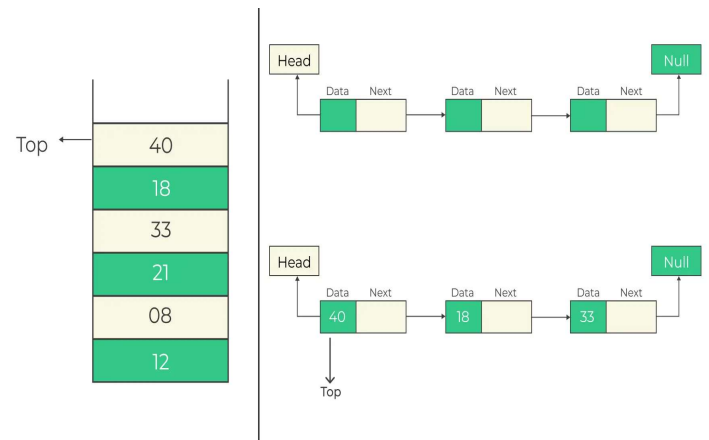 Top
40
18
33
21
08
12
Head
Null
Data Next Data Next Data Next
Head
Null
Data Next Data Next Data Next
40 18 33
Top